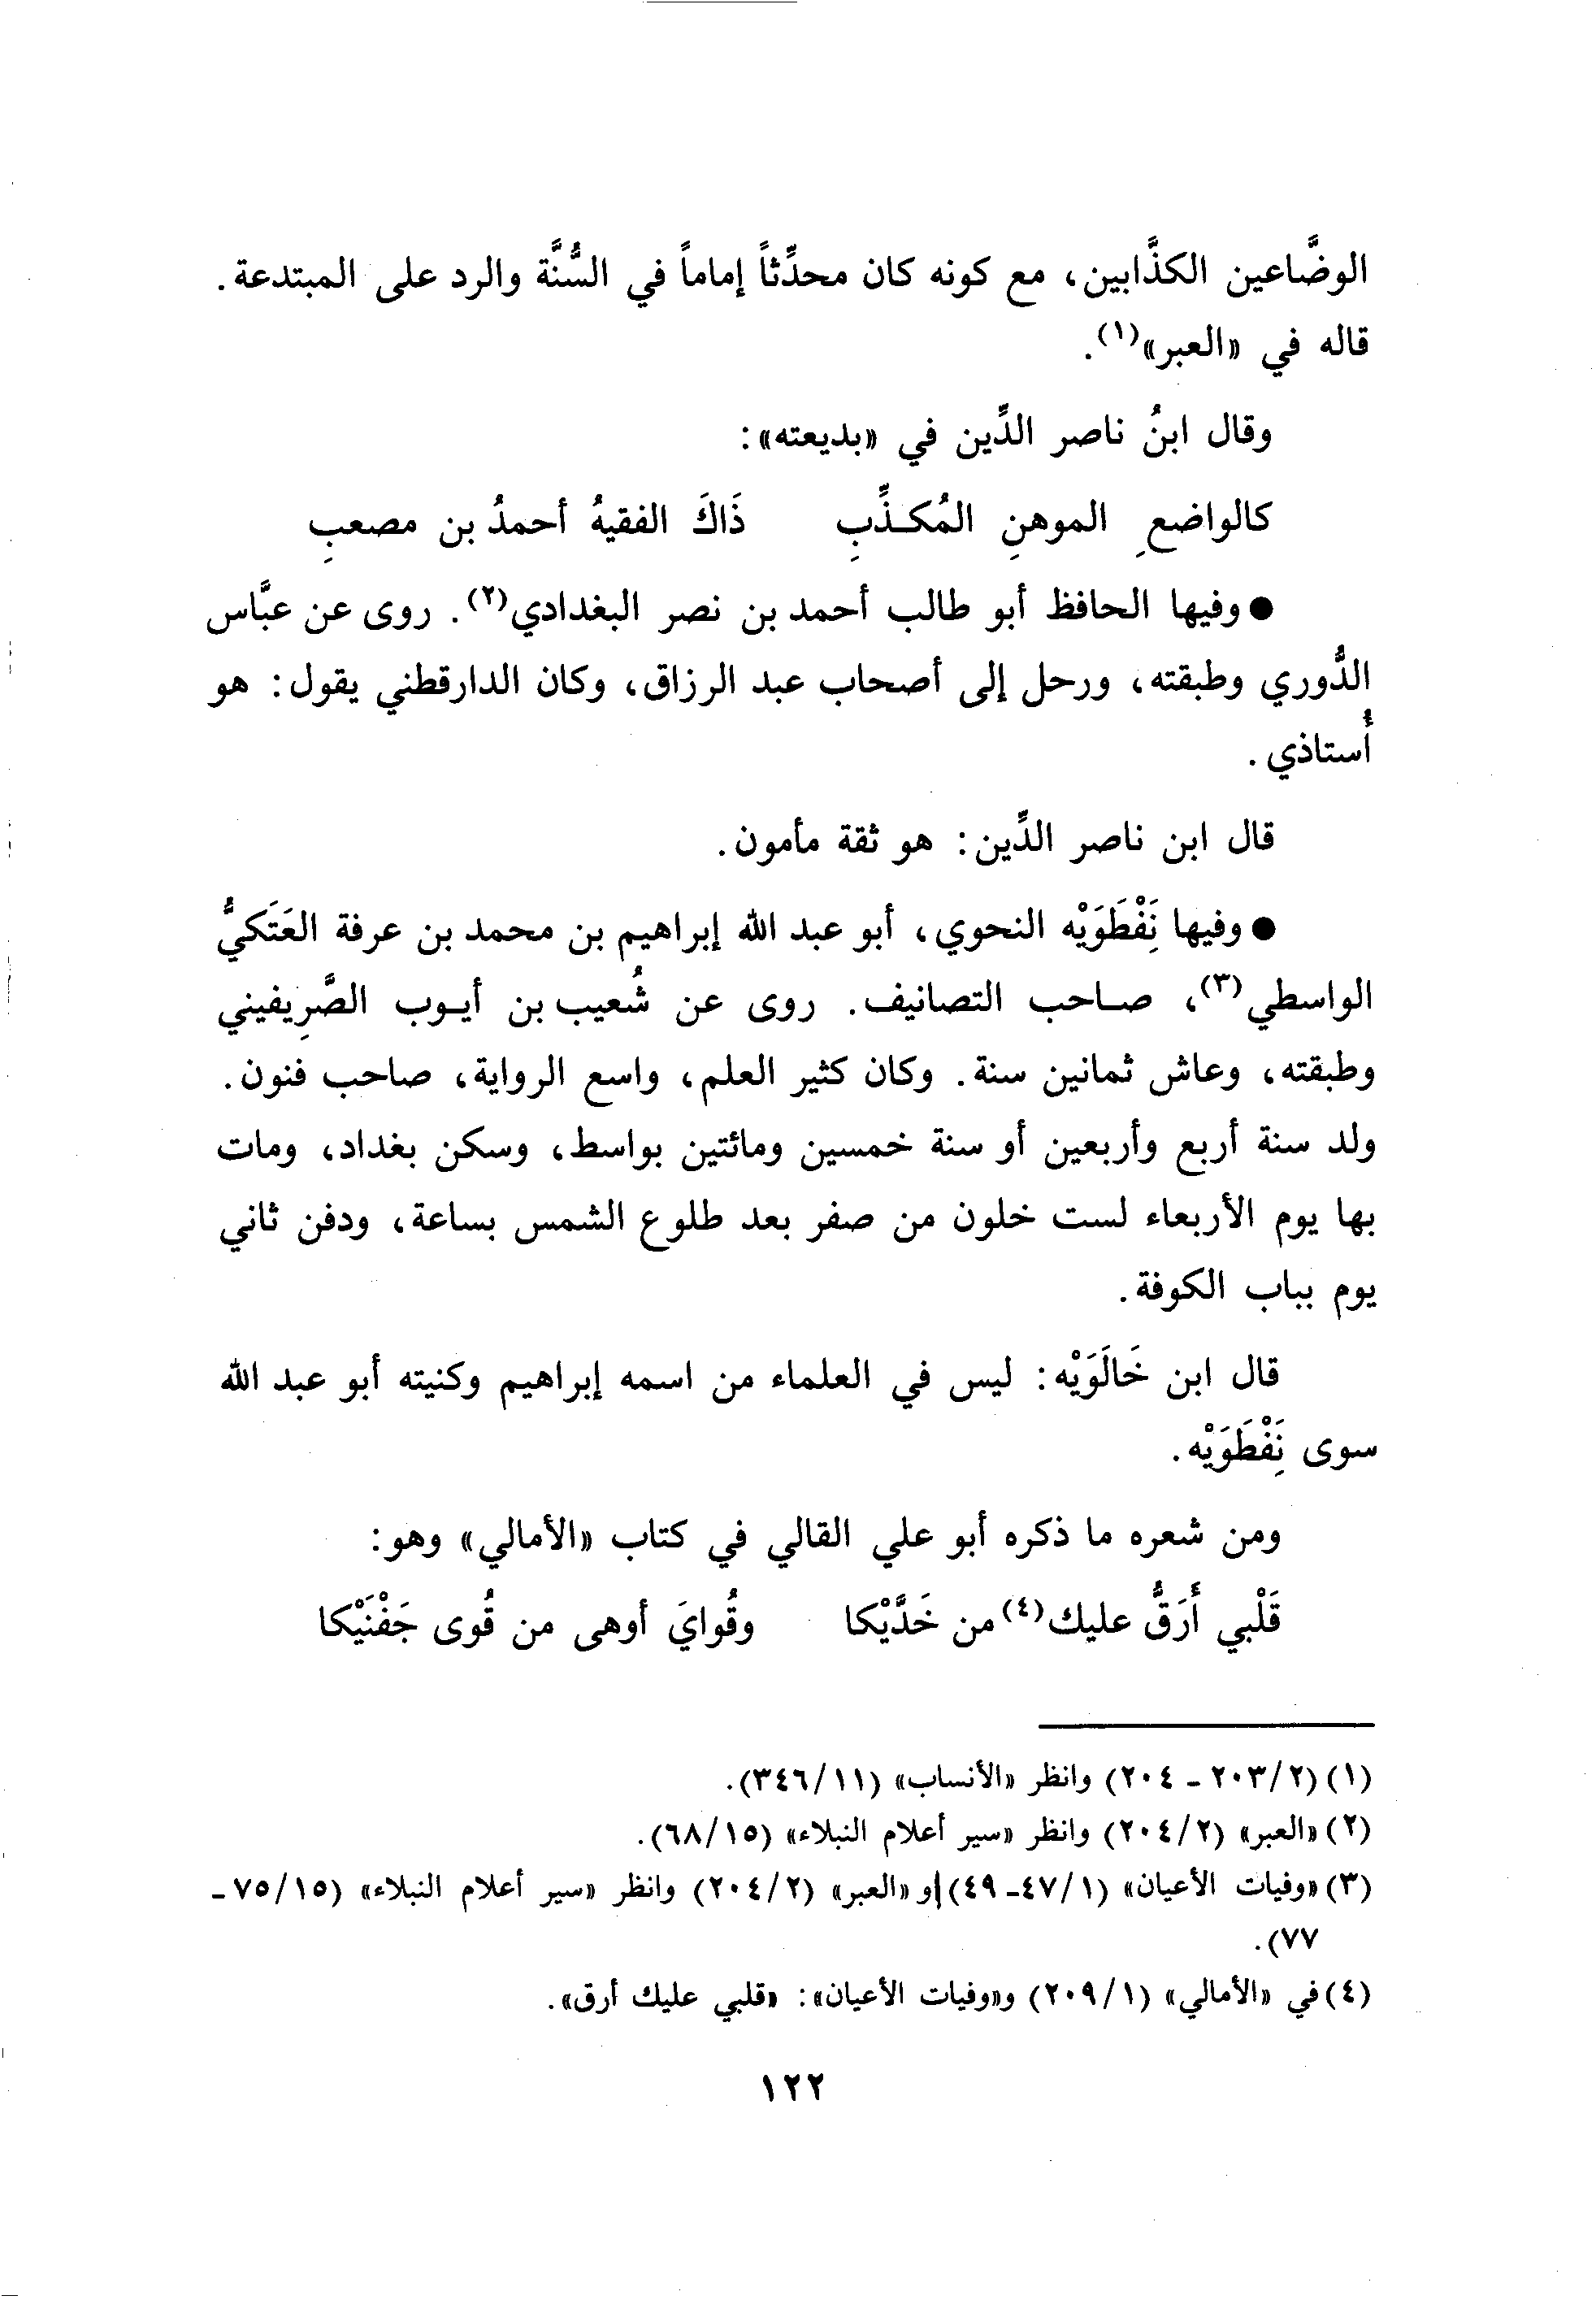 الوضَّاعين الكذَّابين، مع كونه كان محدِّثاً إماماً في السُّنَّة والرد على المبتدعة.
قاله في «العبر»(١).
وقال ابنُ ناصر الدِّين في «بديعته»:
كالواضعِ الموهنِ المُكـذِّبِ ذَاكَ الفقيهُ أحمدُ بن مصعبِ
● وفيها الحافظ أبو طالب أحمد بن نصر البغدادي(٢). روى عن عبَّاس
الدُّوري وطبقته، ورحل إلى أصحاب عبد الرزاق، وكان الدارقطني يقول: هو
أُستاذي.
قال ابن ناصر الدِّين: هو ثقة مأمون.
● وفيها نَِفْطَوَيْه النحوي، أبو عبد الله إبراهيم بن محمد بن عرفة العَتَكيُّ
الواسطي(٣)، صـاحب التصانيف. روى عن شُعيب بن أيـوب الصَّرِيفيني
وطبقته، وعاش ثمانين سنة. وكان كثير العلم، واسع الرواية، صاحب فنون.
ولد سنة أربع وأربعين أو سنة خمسين ومائتين بواسط، وسكن بغداد، ومات
بها يوم الأربعاء لست خلون من صفر بعد طلوع الشمس بساعة، ودفن ثاني
يوم بباب الكوفة.
قال ابن خَالَوَيْه: ليس في العلماء من اسمه إبراهيم وكنيته أبو عبد الله
سوى نَِفْطَوَيْه.
ومن شعره ما ذكره أبو علي القالي في كتاب «الأمالي» وهو:
قَلْبي أَرَقُّ عليك(٤) من خَدَّيْكا وقُوايَ أوهى من قُوى جَفْنَيْكا
(١) (٢/ ٢٠٣ - ٢٠٤) وانظر «الأنساب» (١١/ ٣٤٦).
(٢) «العبر» (٢/ ٢٠٤) وانظر «سير أعلام النبلاء» (١٥/ ٦٨).
(٣) «وفيات الأعيان» (١/ ٤٧ـ ٤٩) و«العبر» (٢/ ٢٠٤) وانظر «سير أعلام النبلاء» (١٥/ ٧٥ -
٧٧).
(٤) في «الأمالي» (١/ ٢٠٩) و«وفيات الأعيان»: «قلبي عليك أرق».
١٢٢